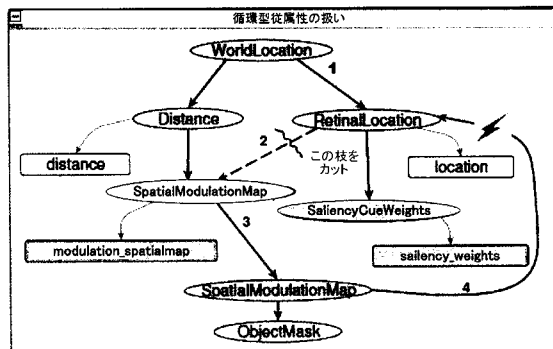 循環型従属性の扱い
WorldLocation
1
Distance
RetinalLocation
2
この枝を
カット
distance
location
SpatialModulationMap
SaliencyCueWeights
3
modulation_spatialmap
sailency_weights
SpatialModulationMap
4
ObjectMask